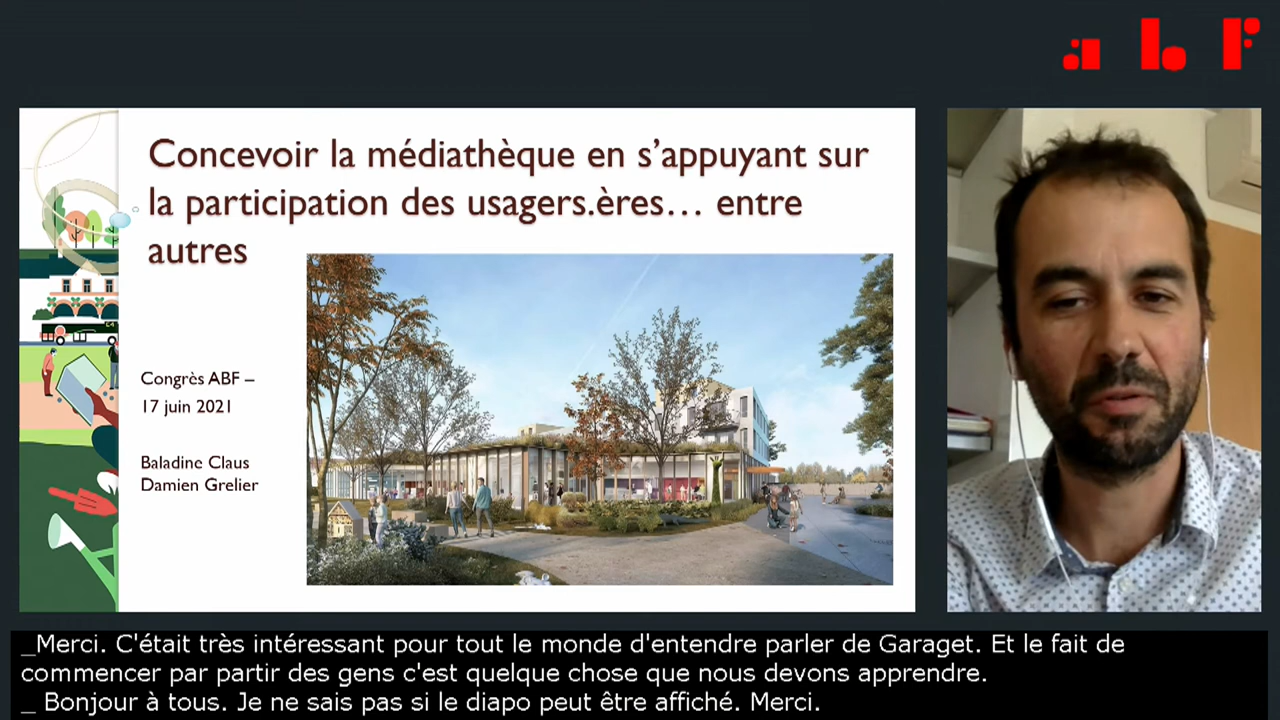 abf
Concevoir la médiathèque en s’appuyant sur
la participation des usagers.ères… entre
autres
Congrès ABF –
17 juin 2021
Baladine Claus
Damien Grelier
_Merci. C'était très intéressant pour tout le monde d'entendre parler de Garaget. Et le fait de
commencer par partir des gens c'est quelque chose que nous devons apprendre.
_ Bonjour à tous. Je ne sais pas si le diapo peut être affiché. Merci.